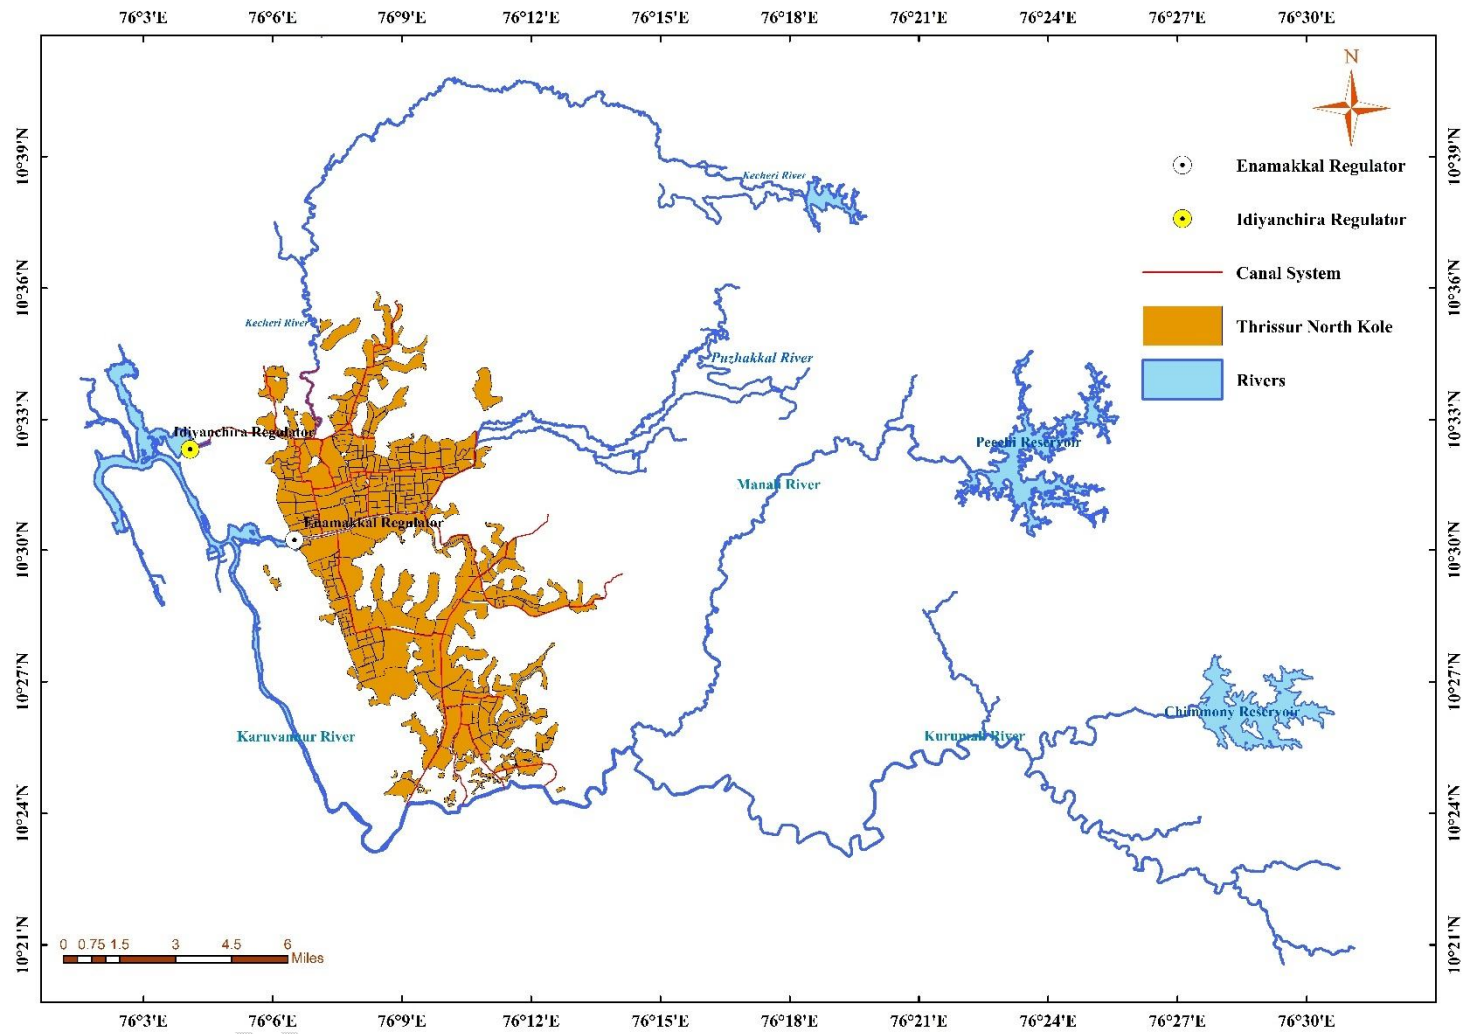 76°3'E 76°6'E 76°9'E 76°12'E 76°15'E 76°18'E 76°21'E 76°24'E 76°27'E 76°30'E
N
10°39'N 10°39'N
Enamakkal Regulator
Kecheri River
Idiyanchira Regulator
Canal System
10°36'N 10°36'N
Kecheri River
Thrissur North Kole
Puzhakkal River
Rivers
10°33'N 10°33'N
Idiyanchira Regulator
Peechi Reservoir
Manali River
Enamakkal Regulator
10°30'N 10°30'N
10°27'N 10°27'N
Chimmony Reservoir
Karuvannur River
Kurumali River
10°24'N 10°24'N
10°21'N 10°21'N
0 0.75 1.5 3 4.5 6
Miles
76°3'E 76°6'E 76°9'E 76°12'E 76°15'E 76°18'E 76°21'E 76°24'E 76°27'E 76°30'E